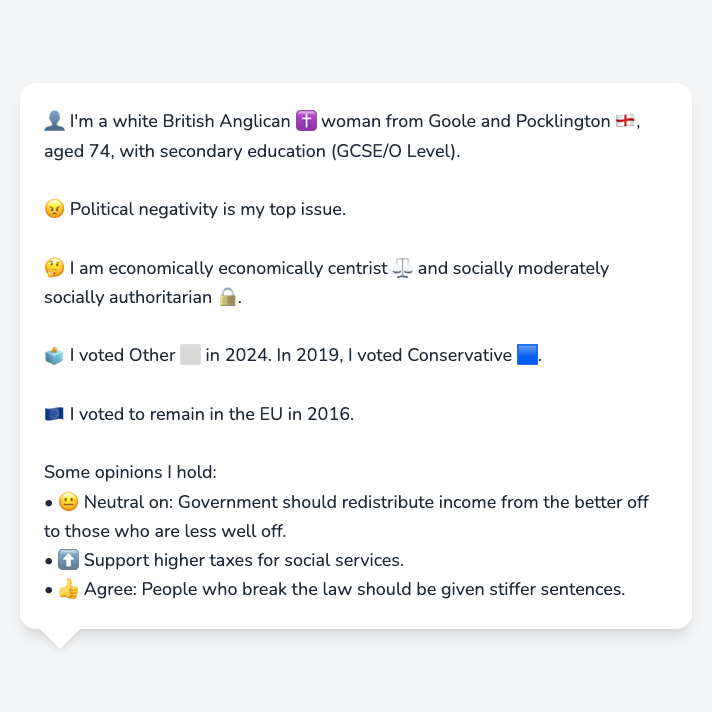 👤 I'm a white British Anglican ✝️ woman from Goole and Pocklington 🏴󠁧󠁢󠁥󠁮󠁧󠁿,
aged 74, with secondary education (GCSE/O Level).
😠 Political negativity is my top issue.
🤔 I am economically economically centrist ⚖️ and socially moderately
socially authoritarian 🔒.
🗳️ I voted Other ⬜ in 2024. In 2019, I voted Conservative 🟦.
🇪🇺 I voted to remain in the EU in 2016.
Some opinions I hold:
• 😐 Neutral on: Government should redistribute income from the better off
to those who are less well off.
• ⬆️ Support higher taxes for social services.
• 👍 Agree: People who break the law should be given stiffer sentences.